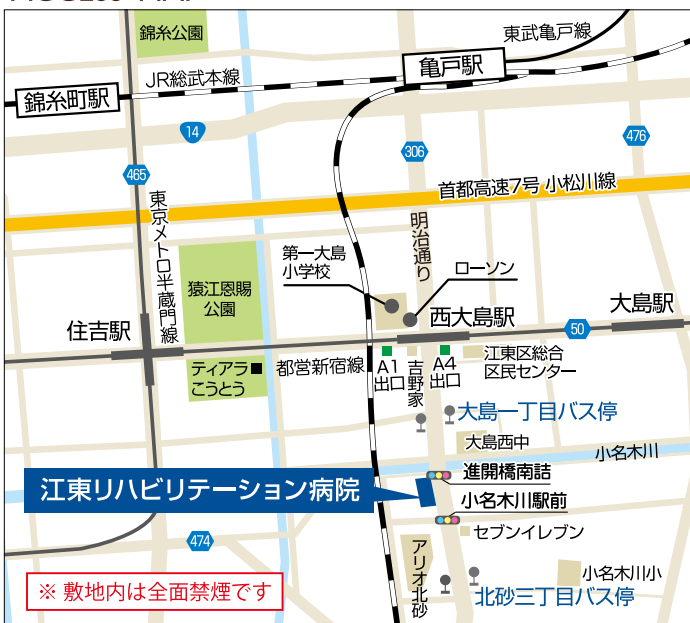 錦糸公園
東武亀戸線
亀戸駅
JR総武本線
錦糸町駅
14
306
476
465
首都高速7号 小松川線
東京メトロ半蔵門線
明治通り
第一大島
小学校
ローソン
猿江恩賜
公園
西大島駅
大島駅
住吉駅
50
ティアラ
こうとう
都営新宿線
A1
出口
吉野家
A4
出口
江東区総合
区民センター
大島一丁目バス停
大島西中
小名木川
進開橋南詰
江東リハビリテーション病院
小名木川駅前
セブンイレブン
474
アリオ北砂
小名木川小
※ 敷地内は全面禁煙です
北砂三丁目バス停